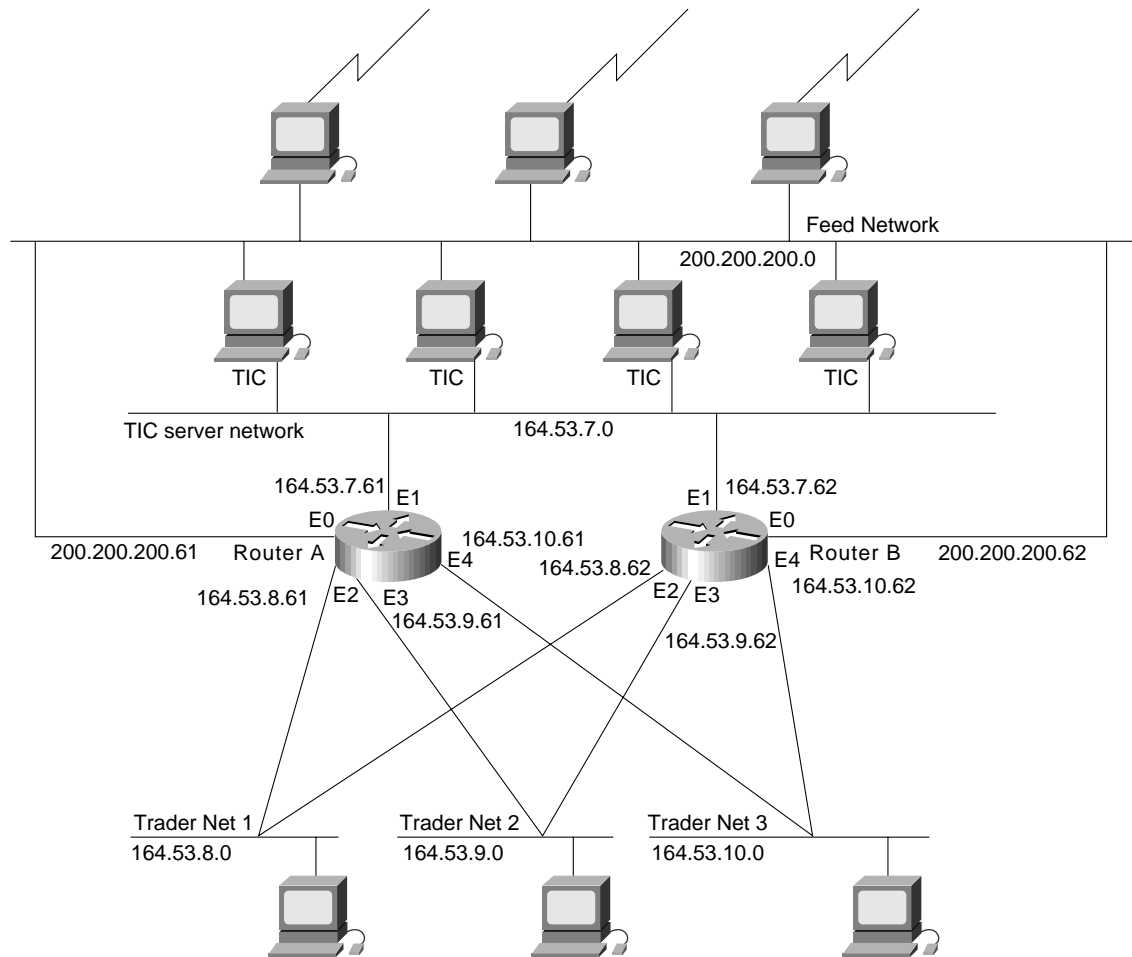 Feed Network
200.200.200.0
TIC
TIC
TIC
TIC
TIC server network
164.53.7.0
164.53.7.61
E1
E0
200.200.200.61
Router A
164.53.10.61
E4
164.53.8.61
E2
E3
164.53.9.61
164.53.7.62
E1
E0
Router B
200.200.200.62
164.53.8.62
E4
164.53.10.62
E2
E3
164.53.9.62
Trader Net 1
164.53.8.0
Trader Net 2
164.53.9.0
Trader Net 3
164.53.10.0